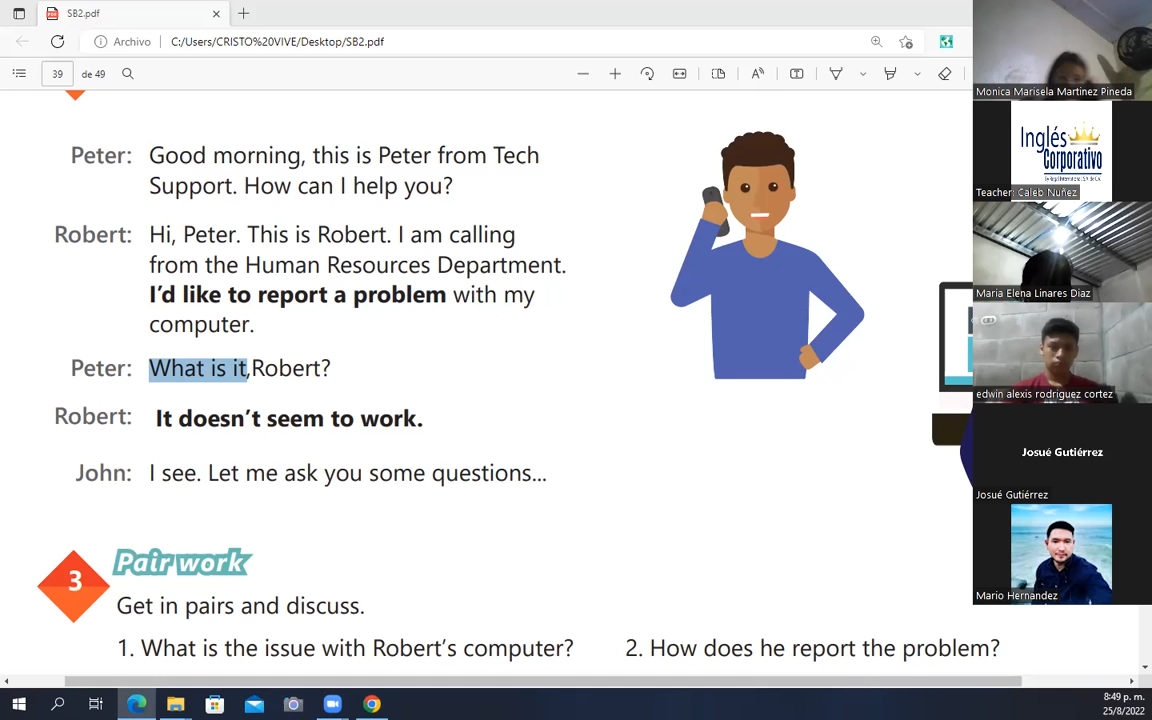 SB2.pdf
Archivo
C:/Users/CRISTO%20VIVE/Desktop/SB2.pdf
39 de 49
Peter: Good morning, this is Peter from Tech
Support. How can I help you?
Robert: Hi, Peter. This is Robert. I am calling
from the Human Resources Department.
I'd like to report a problem with my
computer.
Peter: What is it,Robert?
Robert: It doesn't seem to work.
John: I see. Let me ask you some questions...
3 Pair work
Get in pairs and discuss.
1. What is the issue with Robert's computer?
2. How does he report the problem?
Monica Marisela Martinez Pineda
Inglés
Corporativo
Teacher: Caleb Nuñez
Maria Elena Linares Diaz
edwin alexis rodriguez cortez
Josué Gutiérrez
Josué Gutiérrez
Mario Hernandez
8:49 p. m.
25/8/2022